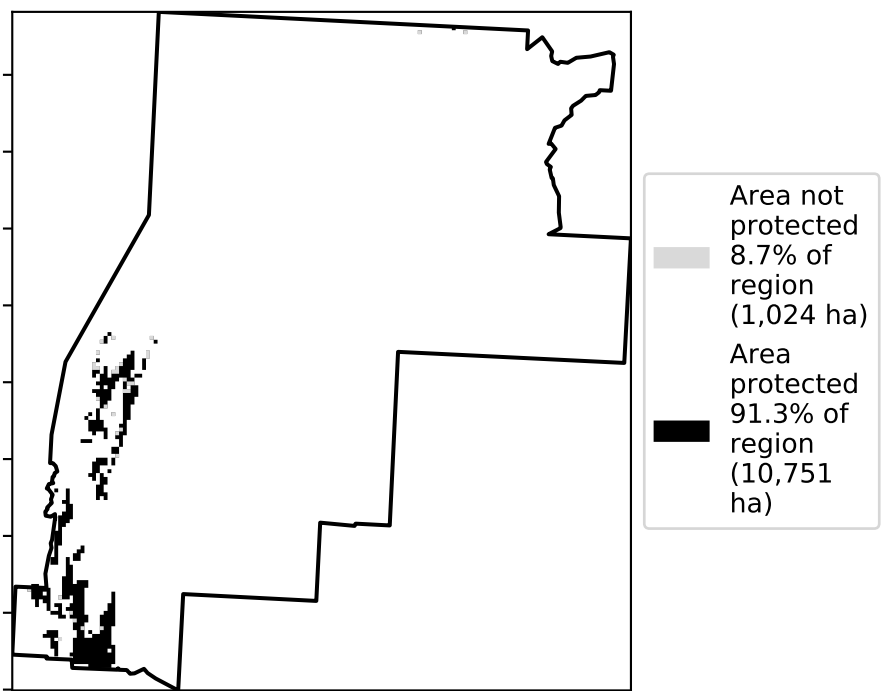 Area not
protected
8.7% of
region
(1,024 ha)
Area
protected
91.3% of
region
(10,751
ha)